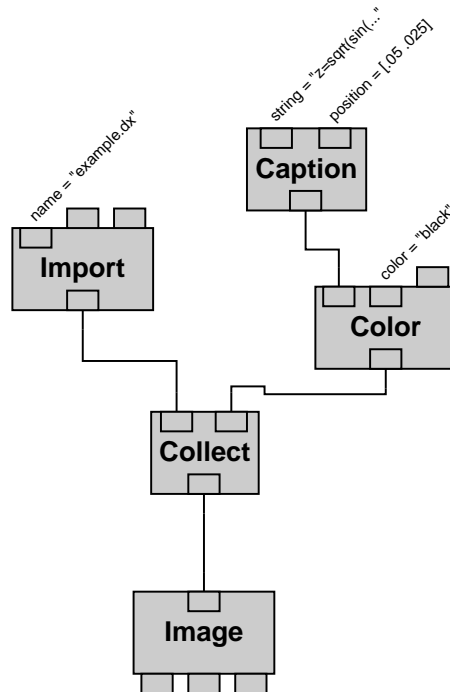 string = "z=sqrt(sin(..."
position = [.05 .025]
Caption
name = "example.dx"
Import
color = "black"
Color
Collect
Image